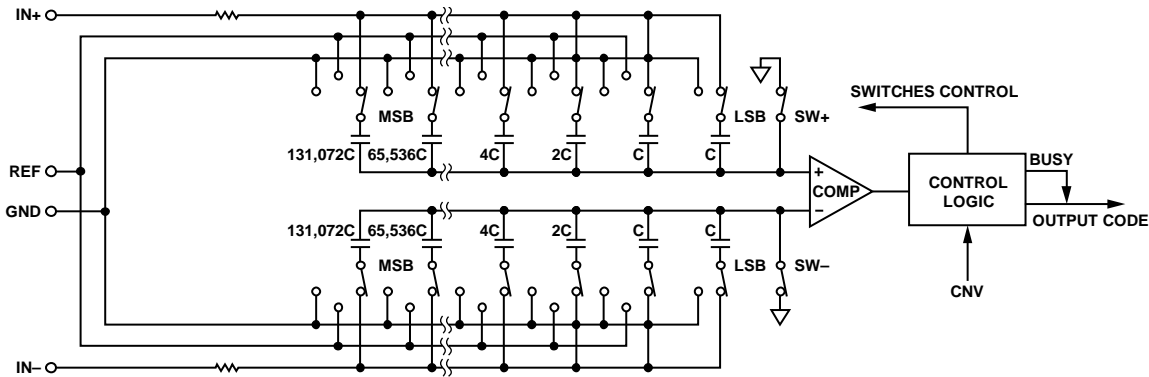 IN+
MSB
LSB SW+
131,072C 65,536C 4C 2C C C
SWITCHES CONTROL
REF
GND
COMP
+
−
CONTROL
LOGIC
BUSY
OUTPUT CODE
131,072C 65,536C 4C 2C C C
MSB
LSB SW−
CNV
IN−